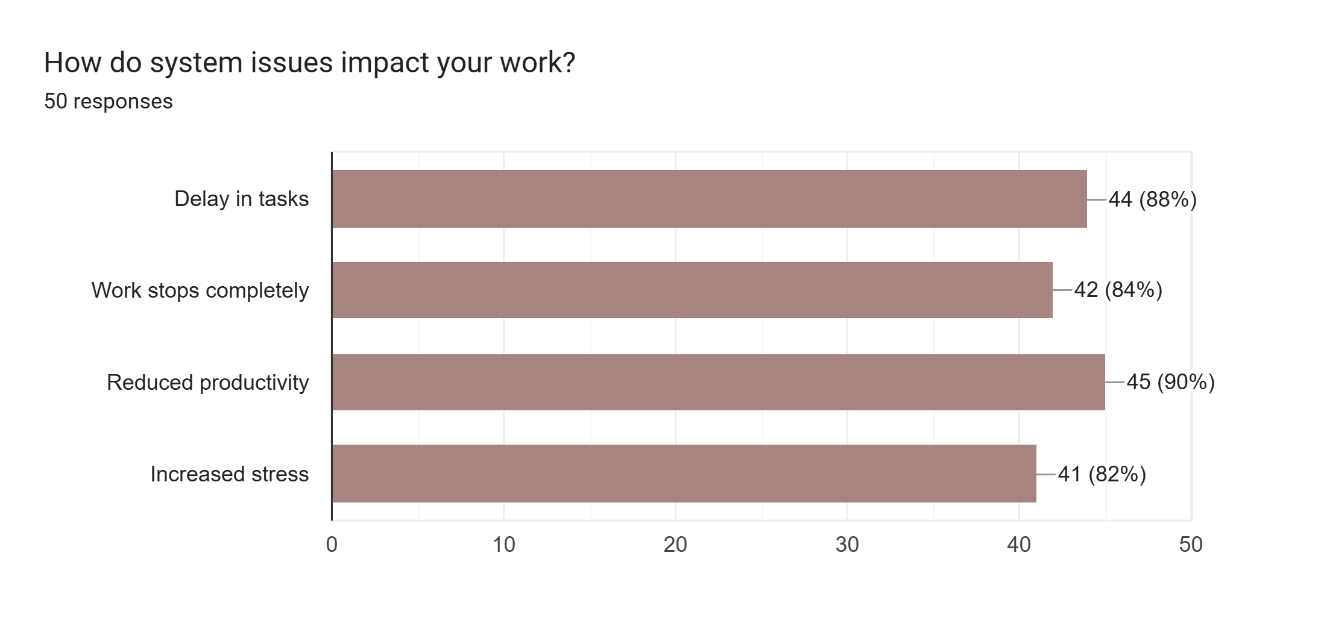 How do system issues impact your work?
50 responses
Delay in tasks
44 (88%)
Work stops completely
42 (84%)
Reduced productivity
45 (90%)
Increased stress
41 (82%)
0 10 20 30 40 50